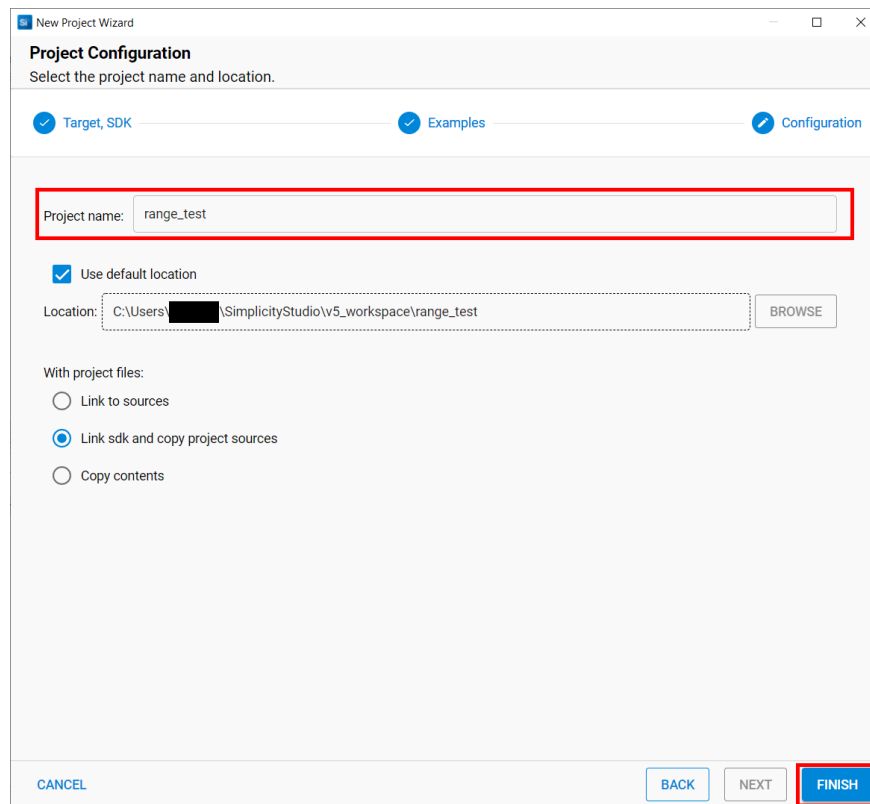 Si New Project Wizard
Project Configuration
Select the project name and location.
Target, SDK Examples Configuration
Project name: range_test
Use default location
Location: C:\Users\ \SimplicityStudio\v5_workspace\range_test BROWSE
With project files:
Link to sources
Link sdk and copy project sources
Copy contents
CANCEL BACK NEXT FINISH